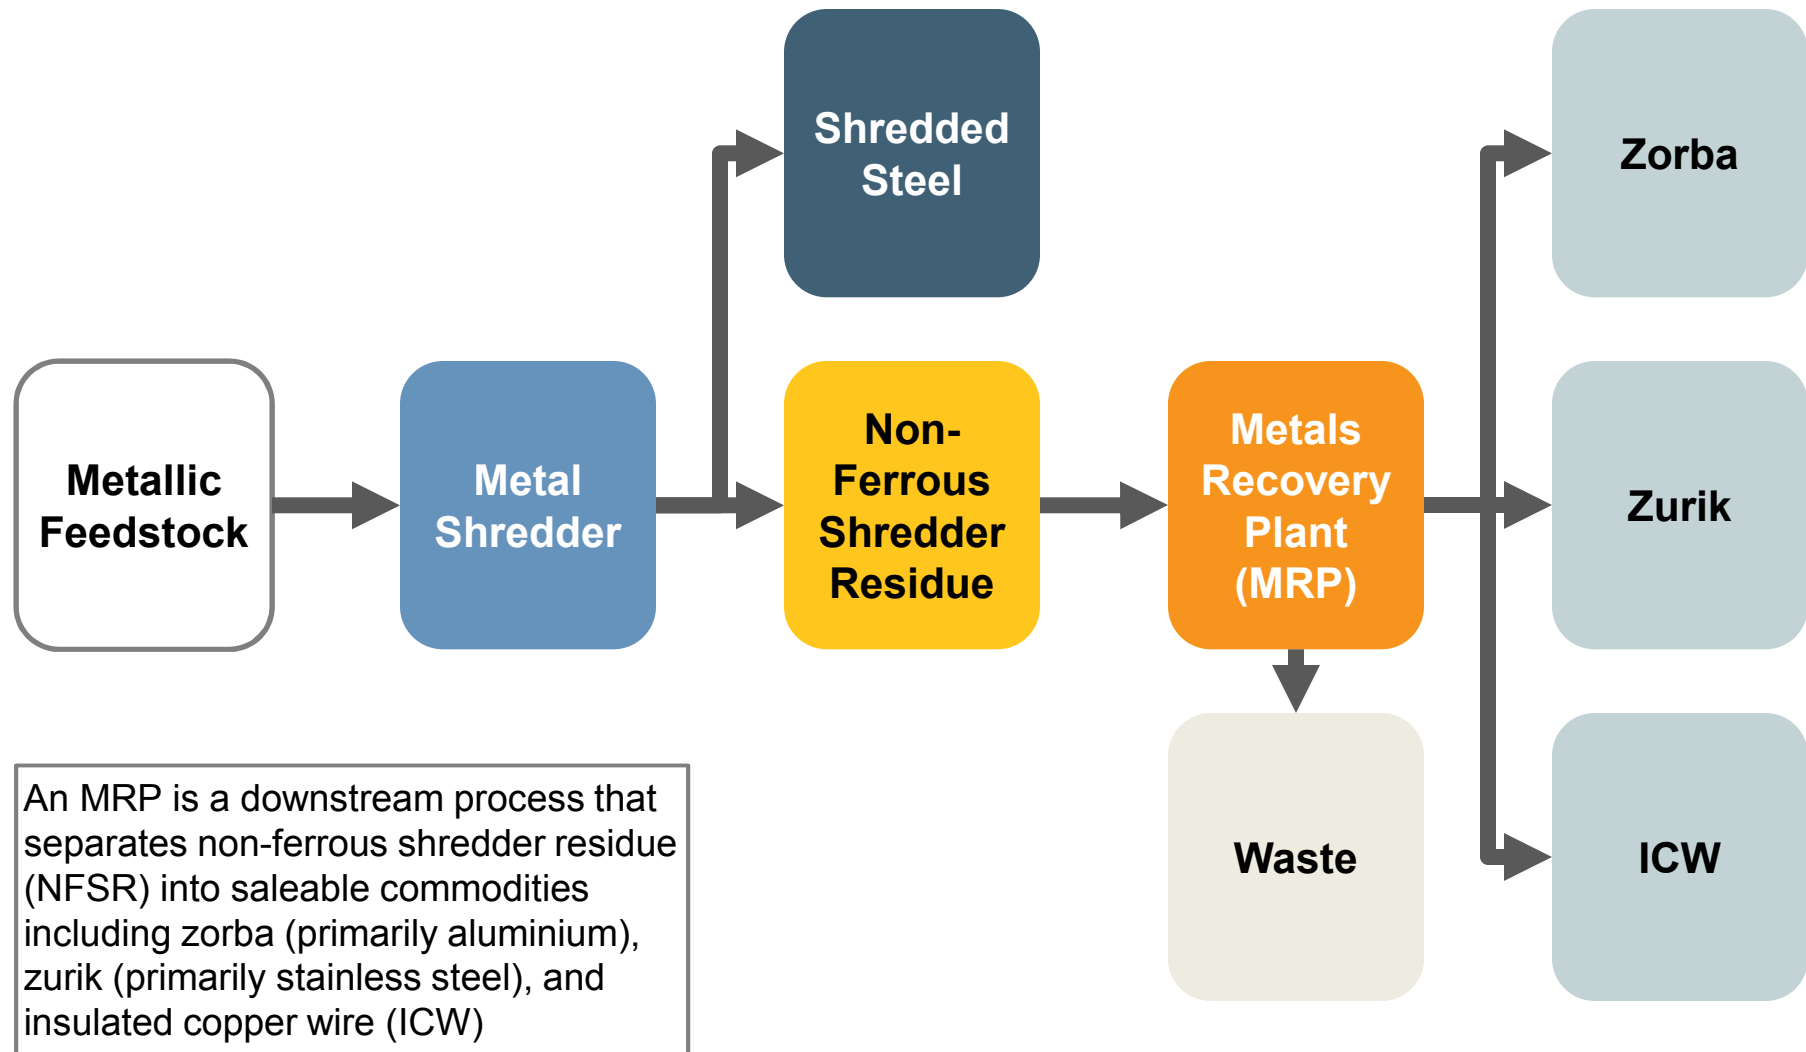 Shredded
Steel
Zorba
Metallic
Feedstock
Metal
Shredder
Non-
Ferrous
Shredder
Residue
Metals
Recovery
Plant
(MRP)
Zurik
Waste
ICW
An MRP is a downstream process that
separates non-ferrous shredder residue
(NFSR) into saleable commodities
including zorba (primarily aluminium),
zurik (primarily stainless steel), and
insulated copper wire (ICW)